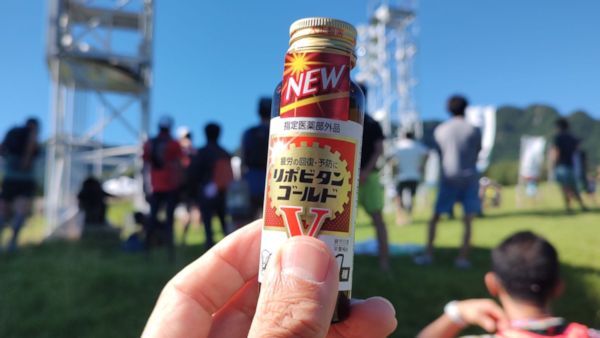 NEW
指定医薬部外品
疲労の回復・予防に
リポビタン
ゴールド
V